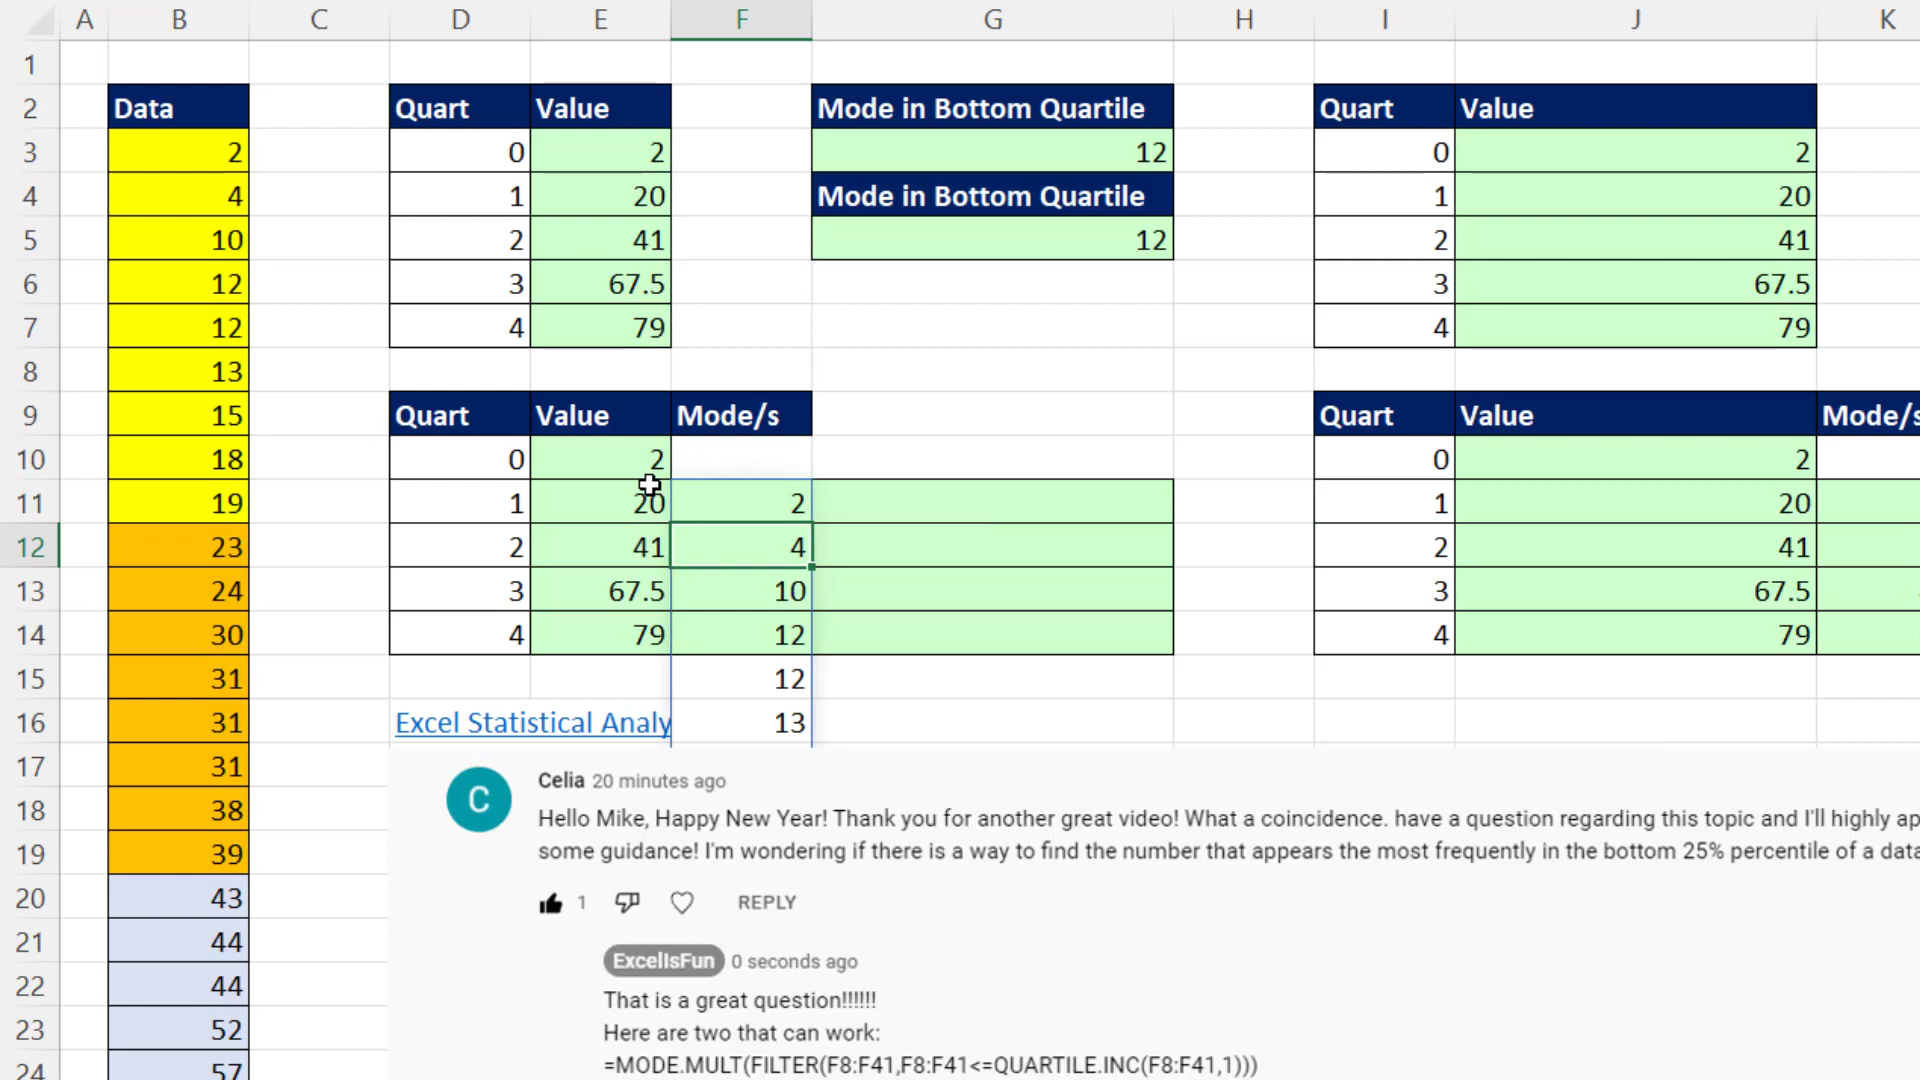 A B C D E F G H I J K
1
2 Data Quart Value Mode in Bottom Quartile Quart Value
3 2 0 2 12 0 2
4 4 1 20 Mode in Bottom Quartile 1 20
5 10 2 41 12 2 41
6 12 3 67.5 3 67.5
7 12 4 79 4 79
8 13
9 15 Quart Value Mode/s Quart Value Mode/s
10 18 0 2 0 2
11 19 1 20 2 1 20
12 23 2 41 4 2 41
13 24 3 67.5 10 3 67.5
14 30 4 79 12 4 79
15 31 12
16 31 Excel Statistical Analy 13
17 31
18 38
19 39
20 43
21 44
22 44
23 52
24 57
C
Celia 20 minutes ago
Hello Mike, Happy New Year! Thank you for another great video! What a coincidence. have a question regarding this topic and I'll highly ap
some guidance! I'm wondering if there is a way to find the number that appears the most frequently in the bottom 25% percentile of a data
1 REPLY
ExcelIsFun 0 seconds ago
That is a great question!!!!!!
Here are two that can work:
=MODE.MULT(FILTER(F8:F41,F8:F41<=QUARTILE.INC(F8:F41,1)))